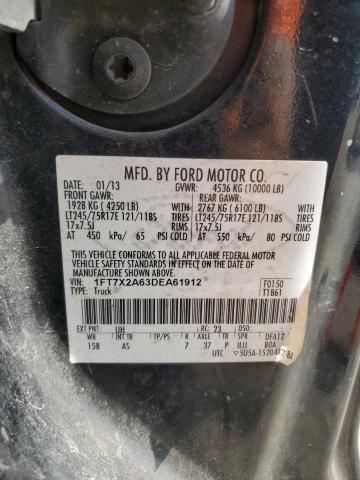 MFD. BY FORD MOTOR CO.
DATE: 01/13 GVWR: 4536 KG (10000 LB)
FRONT GAWR: REAR GAWR:
1928 KG ( 4250 LB) WITH 2767 KG ( 6100 LB) WITH
LT245/75R17E 121/118S TIRES LT245/75R17E 121/118S TIRES
17x7.5J RIMS 17x7.5J RIMS
AT 450 kPa/ 65 PSI COLD AT 550 kPa/ 80 PSI COLD
THIS VEHICLE CONFORMS TO ALL APPLICABLE FEDERAL MOTOR
VEHICLE SAFETY STANDARDS IN EFFECT ON THE DATE OF
MANUFACTURE SHOWN ABOVE.
VIN: 1FT7X2A63DEA61912 F0150
TYPE: Truck T1B61
EXT PNT: UH RC: 23 DSO:
WB INT TR TP/PS R AXLE TR SPR DFA12
158 AS 7 37 P BOA
UTC